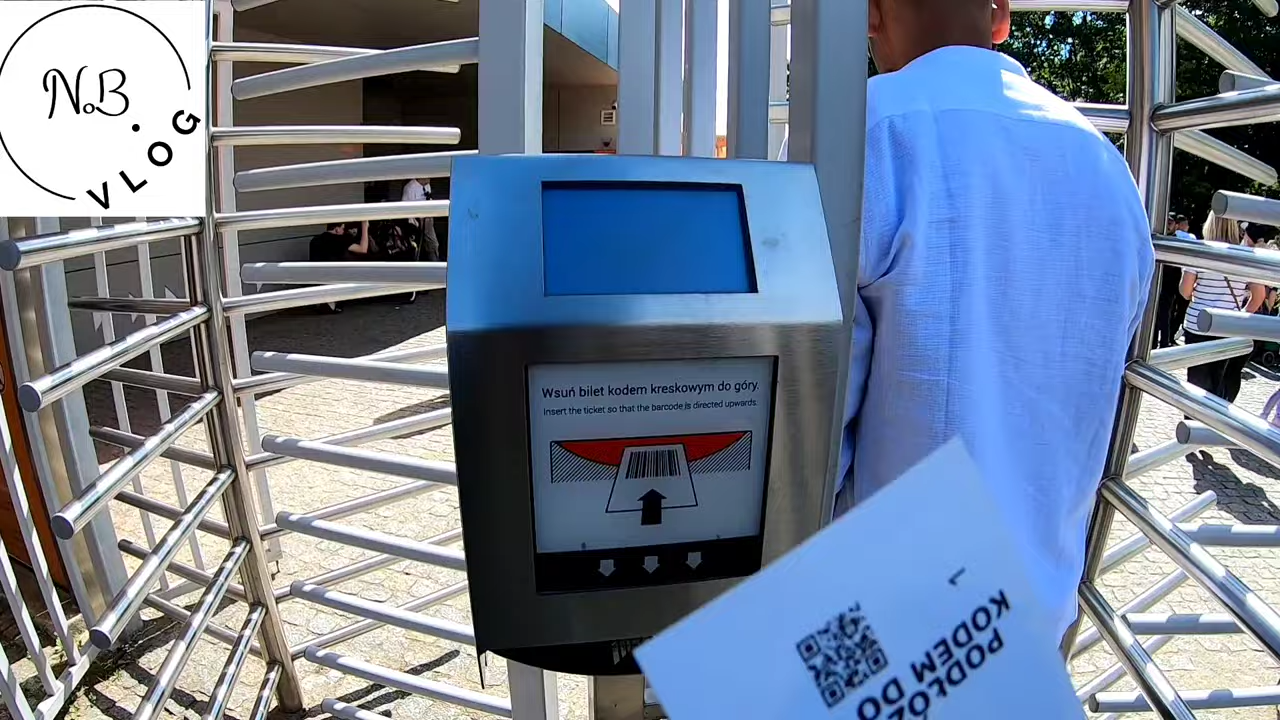 N.B.
VLOG
Wsuń bilet kodem kreskowym do góry.
Insert the ticket so that the barcode is directed upwards.
PODŁÓŻ
KODEM DO